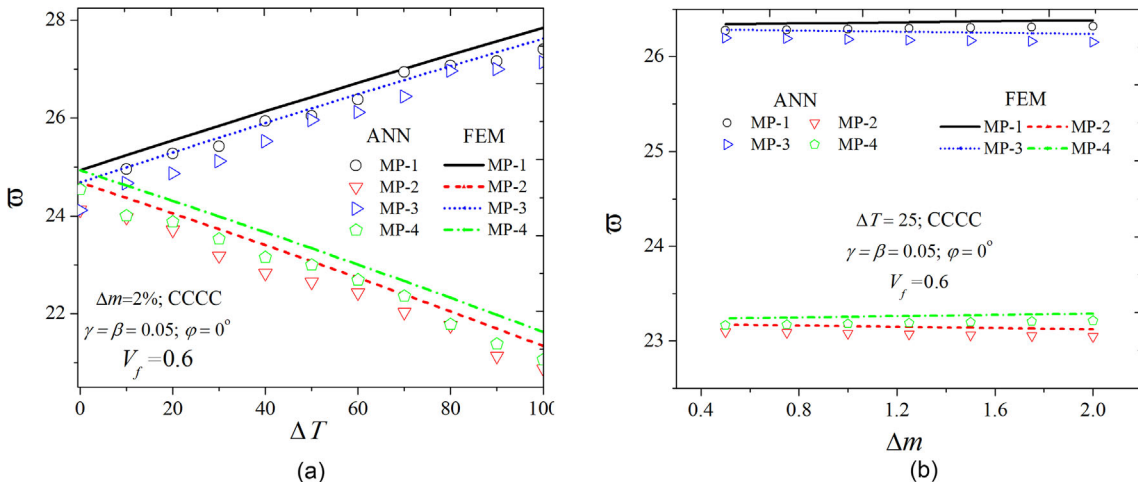 28
26
24
22
ϖ
ANN FEM
MP-1 MP-1
MP-2 MP-2
MP-3 MP-3
MP-4 MP-4
Δm=2%; CCCC
γ = β = 0.05; φ = 0°
V_f = 0.6
0 20 40 60 80 100
ΔT
(a)
26
25
24
23
ϖ
ANN FEM
MP-1 MP-2 MP-1 MP-2
MP-3 MP-4 MP-3 MP-4
ΔT = 25; CCCC
γ = β = 0.05; φ = 0°
V_f = 0.6
0.4 0.8 1.2 1.6 2.0
Δm
(b)